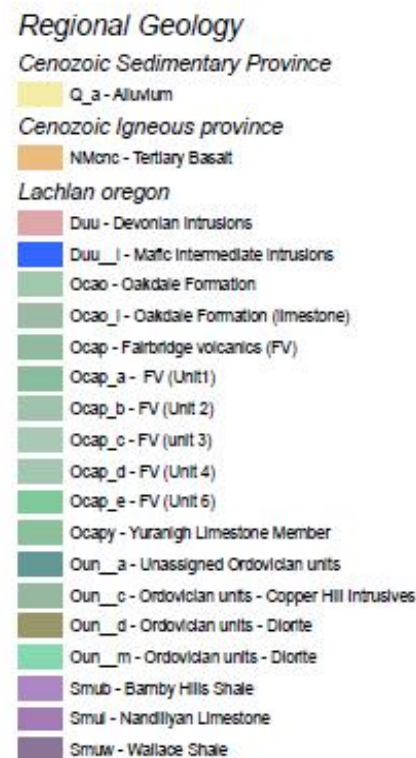 Regional Geology
Cenozoic Sedimentary Province
Q_a - Alluvium
Cenozoic Igneous province
NMcnc - Tertiary Basalt
Lachlan oregon
Duu - Devonian Intrusions
Duu__i - Mafic Intermediate Intrusions
Ocao - Oakdale Formation
Ocao_l - Oakdale Formation (limestone)
Ocap - Fairbridge volcanics (FV)
Ocap_a - FV (Unit1)
Ocap_b - FV (Unit 2)
Ocap_c - FV (unit 3)
Ocap_d - FV (Unit 4)
Ocap_e - FV (Unit 6)
Ocapy - Yuranigh Limestone Member
Oun__a - Unassigned Ordovician units
Oun__c - Ordovician units - Copper Hill Intrusives
Oun__d - Ordovician units - Diorite
Oun__m - Ordovician units - Diorite
Smub - Barnby Hills Shale
Smul - Nandillyan Limestone
Smuw - Wallace Shale